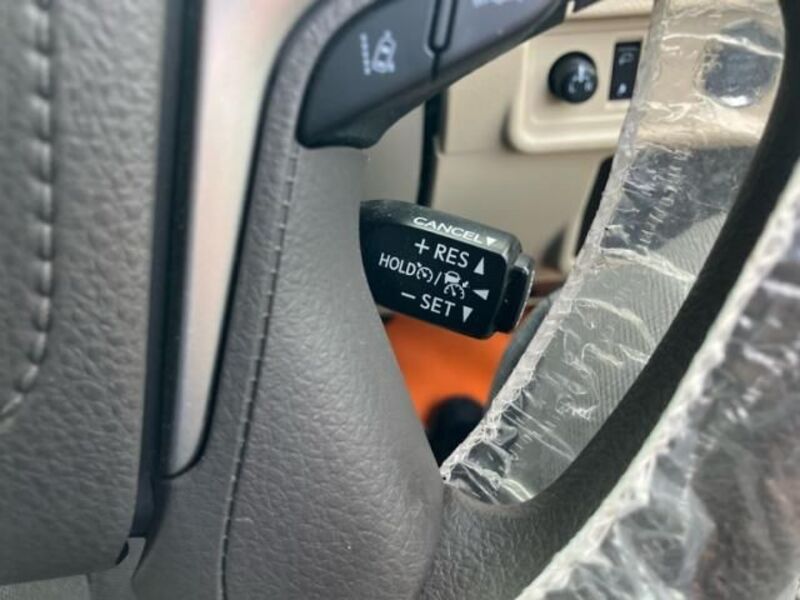 CANCEL▼
+ RES ▲
HOLD / ◄
− SET ▼